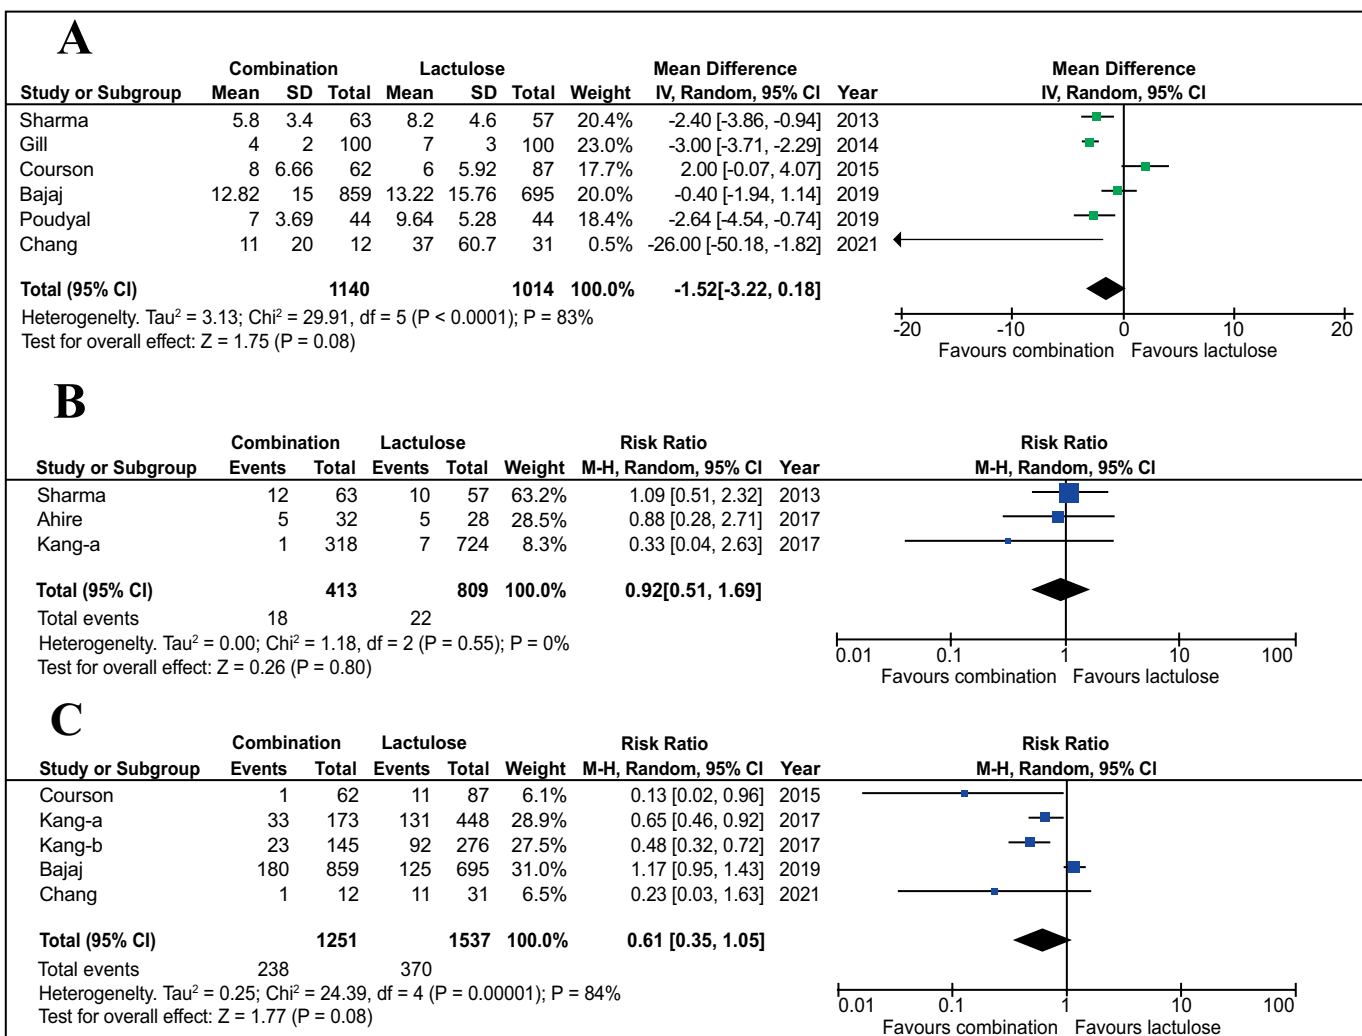 A
Combination Lactulose Mean Difference Mean Difference
Study or Subgroup Mean SD Total Mean SD Total Weight IV, Random, 95% CI Year IV, Random, 95% CI
Sharma 5.8 3.4 63 8.2 4.6 57 20.4% -2.40 [-3.86, -0.94] 2013
Gill 4 2 100 7 3 100 23.0% -3.00 [-3.71, -2.29] 2014
Courson 8 6.66 62 6 5.92 87 17.7% 2.00 [-0.07, 4.07] 2015
Bajaj 12.82 15 859 13.22 15.76 695 20.0% -0.40 [-1.94, 1.14] 2019
Poudyal 7 3.69 44 9.64 5.28 44 18.4% -2.64 [-4.54, -0.74] 2019
Chang 11 20 12 37 60.7 31 0.5% -26.00 [-50.18, -1.82] 2021
Total (95% CI) 1140 1014 100.0% -1.52[-3.22, 0.18]
Heterogenelty. Tau² = 3.13; Chi² = 29.91, df = 5 (P < 0.0001); P = 83%
Test for overall effect: Z = 1.75 (P = 0.08)
-20 -10 0 10 20
Favours combination Favours lactulose
B
Combination Lactulose Risk Ratio Risk Ratio
Study or Subgroup Events Total Events Total Weight M-H, Random, 95% CI Year M-H, Random, 95% CI
Sharma 12 63 10 57 63.2% 1.09 [0.51, 2.32] 2013
Ahire 5 32 5 28 28.5% 0.88 [0.28, 2.71] 2017
Kang-a 1 318 7 724 8.3% 0.33 [0.04, 2.63] 2017
Total (95% CI) 413 809 100.0% 0.92[0.51, 1.69]
Total events 18 22
Heterogenelty. Tau² = 0.00; Chi² = 1.18, df = 2 (P = 0.55); P = 0%
Test for overall effect: Z = 0.26 (P = 0.80)
0.01 0.1 1 10 100
Favours combination Favours lactulose
C
Combination Lactulose Risk Ratio Risk Ratio
Study or Subgroup Events Total Events Total Weight M-H, Random, 95% CI Year M-H, Random, 95% CI
Courson 1 62 11 87 6.1% 0.13 [0.02, 0.96] 2015
Kang-a 33 173 131 448 28.9% 0.65 [0.46, 0.92] 2017
Kang-b 23 145 92 276 27.5% 0.48 [0.32, 0.72] 2017
Bajaj 180 859 125 695 31.0% 1.17 [0.95, 1.43] 2019
Chang 1 12 11 31 6.5% 0.23 [0.03, 1.63] 2021
Total (95% CI) 1251 1537 100.0% 0.61 [0.35, 1.05]
Total events 238 370
Heterogenelty. Tau² = 0.25; Chi² = 24.39, df = 4 (P = 0.00001); P = 84%
Test for overall effect: Z = 1.77 (P = 0.08)
0.01 0.1 1 10 100
Favours combination Favours lactulose